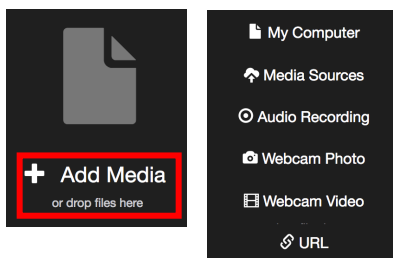 Add Media
or drop files here
My Computer
Media Sources
Audio Recording
Webcam Photo
Webcam Video
URL